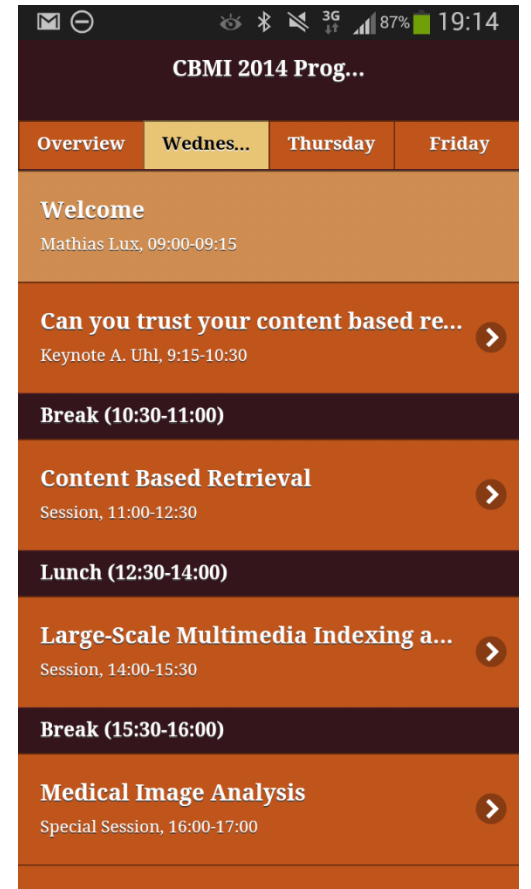 3G 87% 19:14
CBMI 2014 Prog...
Overview Wednes... Thursday Friday
Welcome
Mathias Lux, 09:00-09:15
Can you trust your content based re...
Keynote A. Uhl, 9:15-10:30
Break (10:30-11:00)
Content Based Retrieval
Session, 11:00-12:30
Lunch (12:30-14:00)
Large-Scale Multimedia Indexing a...
Session, 14:00-15:30
Break (15:30-16:00)
Medical Image Analysis
Special Session, 16:00-17:00